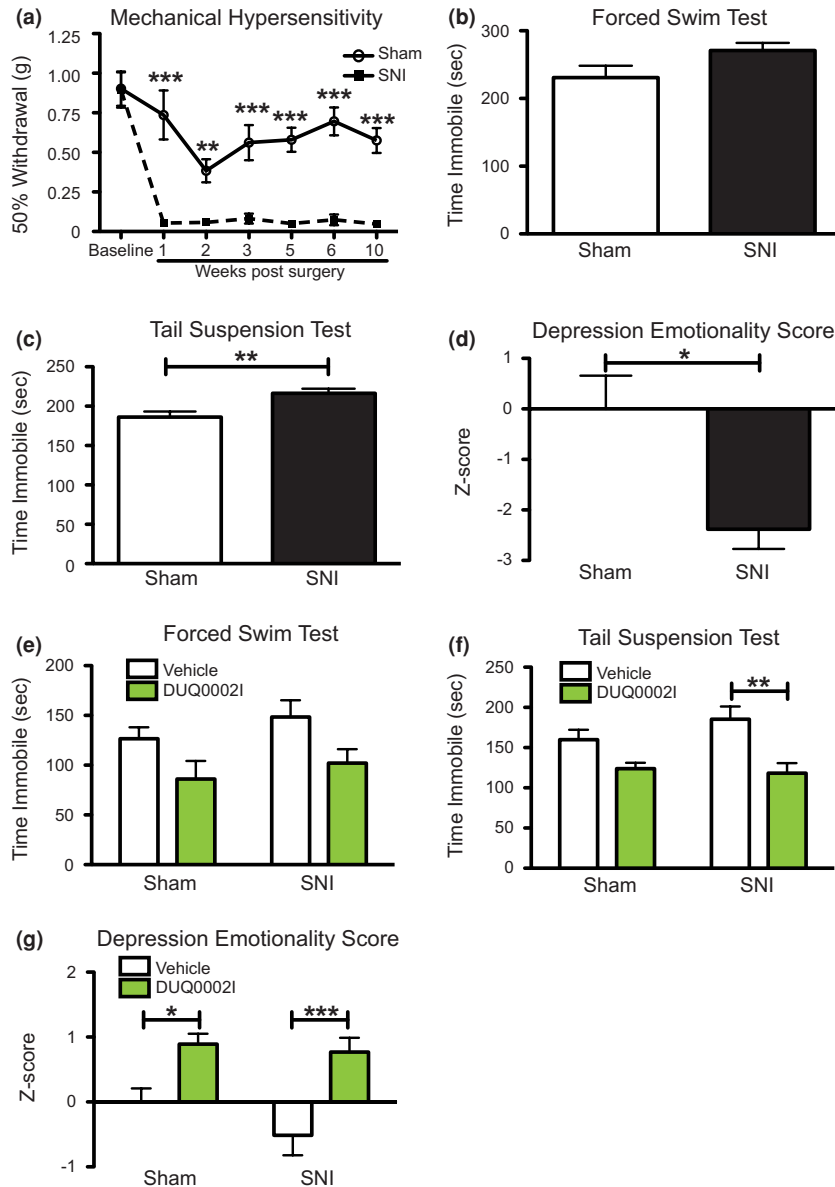 (a) Mechanical Hypersensitivity
50% Withdrawal (g)
1.25
1.00
0.75
0.50
0.25
0
Sham
SNI
***
**
***
***
***
***
Baseline 1 2 3 5 6 10
Weeks post surgery
(b) Forced Swim Test
Time Immobile (sec)
300
200
100
0
Sham SNI
(c) Tail Suspension Test
Time Immobile (sec)
250
200
150
100
50
0
**
Sham SNI
(d) Depression Emotionality Score
Z-score
1
0
-1
-2
-3
*
Sham SNI
(e) Forced Swim Test
Time Immobile (sec)
200
150
100
50
0
Vehicle
DUQ0002I
Sham SNI
(f) Tail Suspension Test
Time Immobile (sec)
250
200
150
100
50
0
Vehicle
DUQ0002I
**
Sham SNI
(g) Depression Emotionality Score
Z-score
2
1
0
-1
Vehicle
DUQ0002I
* ***
Sham SNI